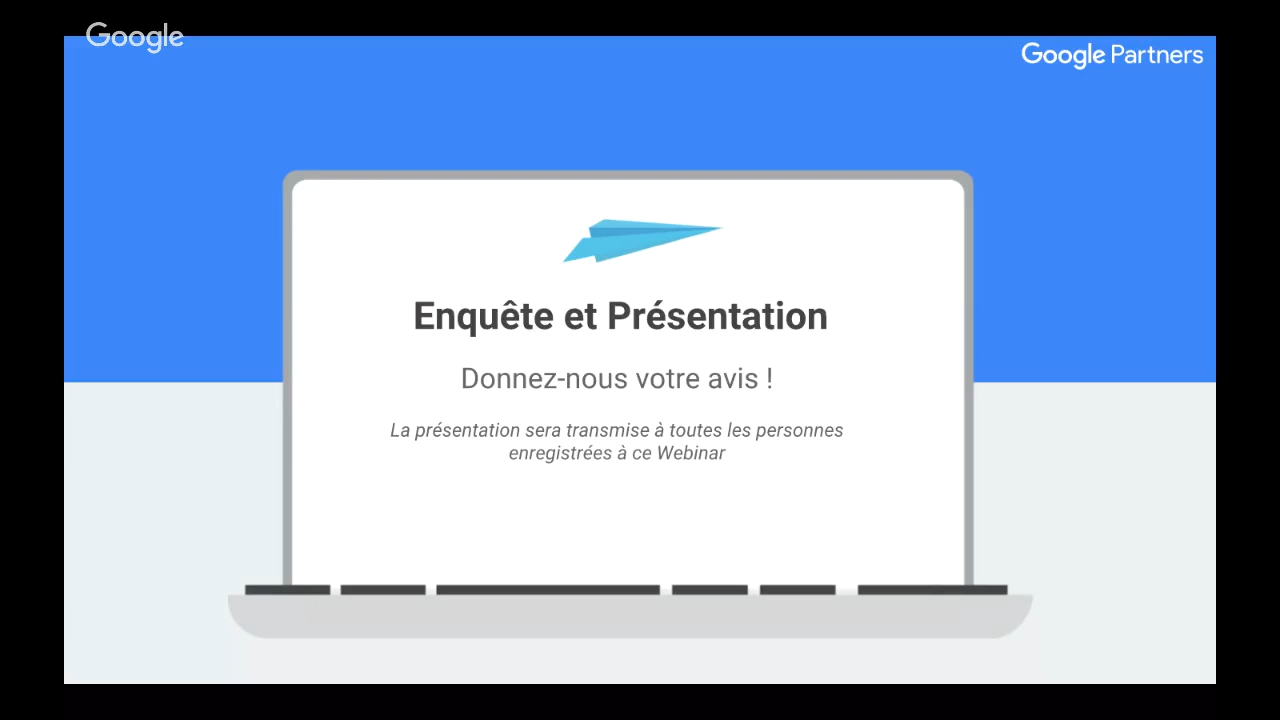 Google
Google Partners
Enquête et Présentation
Donnez-nous votre avis !
La présentation sera transmise à toutes les personnes
enregistrées à ce Webinar